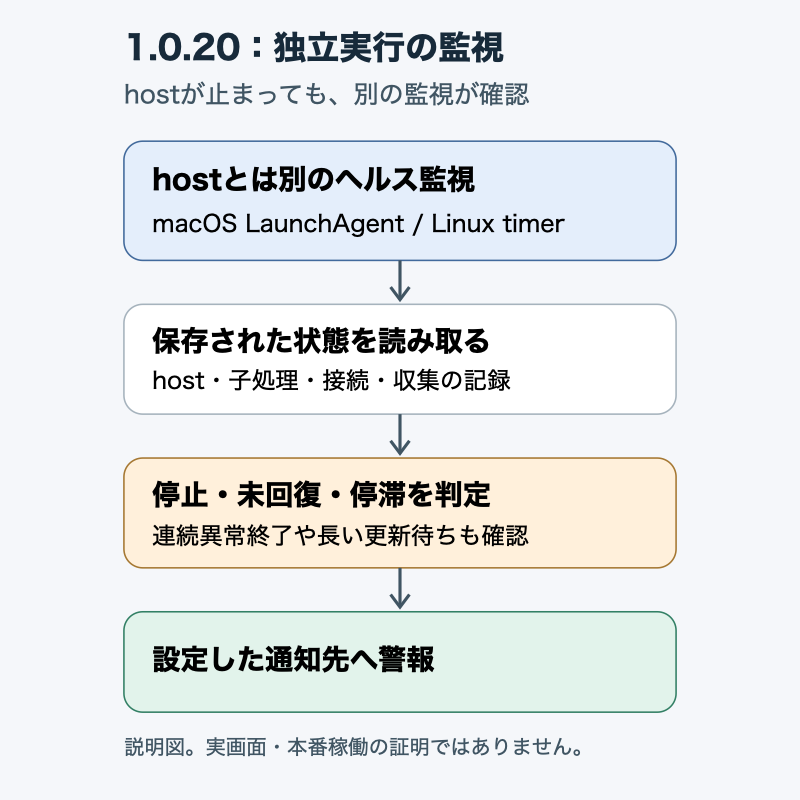 1.0.20：独立実行の監視
hostが止まっても、別の監視が確認
hostとは別のヘルス監視
macOS LaunchAgent / Linux timer
保存された状態を読み取る
host・子処理・接続・収集の記録
停止・未回復・停滞を判定
連続異常終了や長い更新待ちも確認
設定した通知先へ警報
説明図。実画面・本番稼働の証明ではありません。